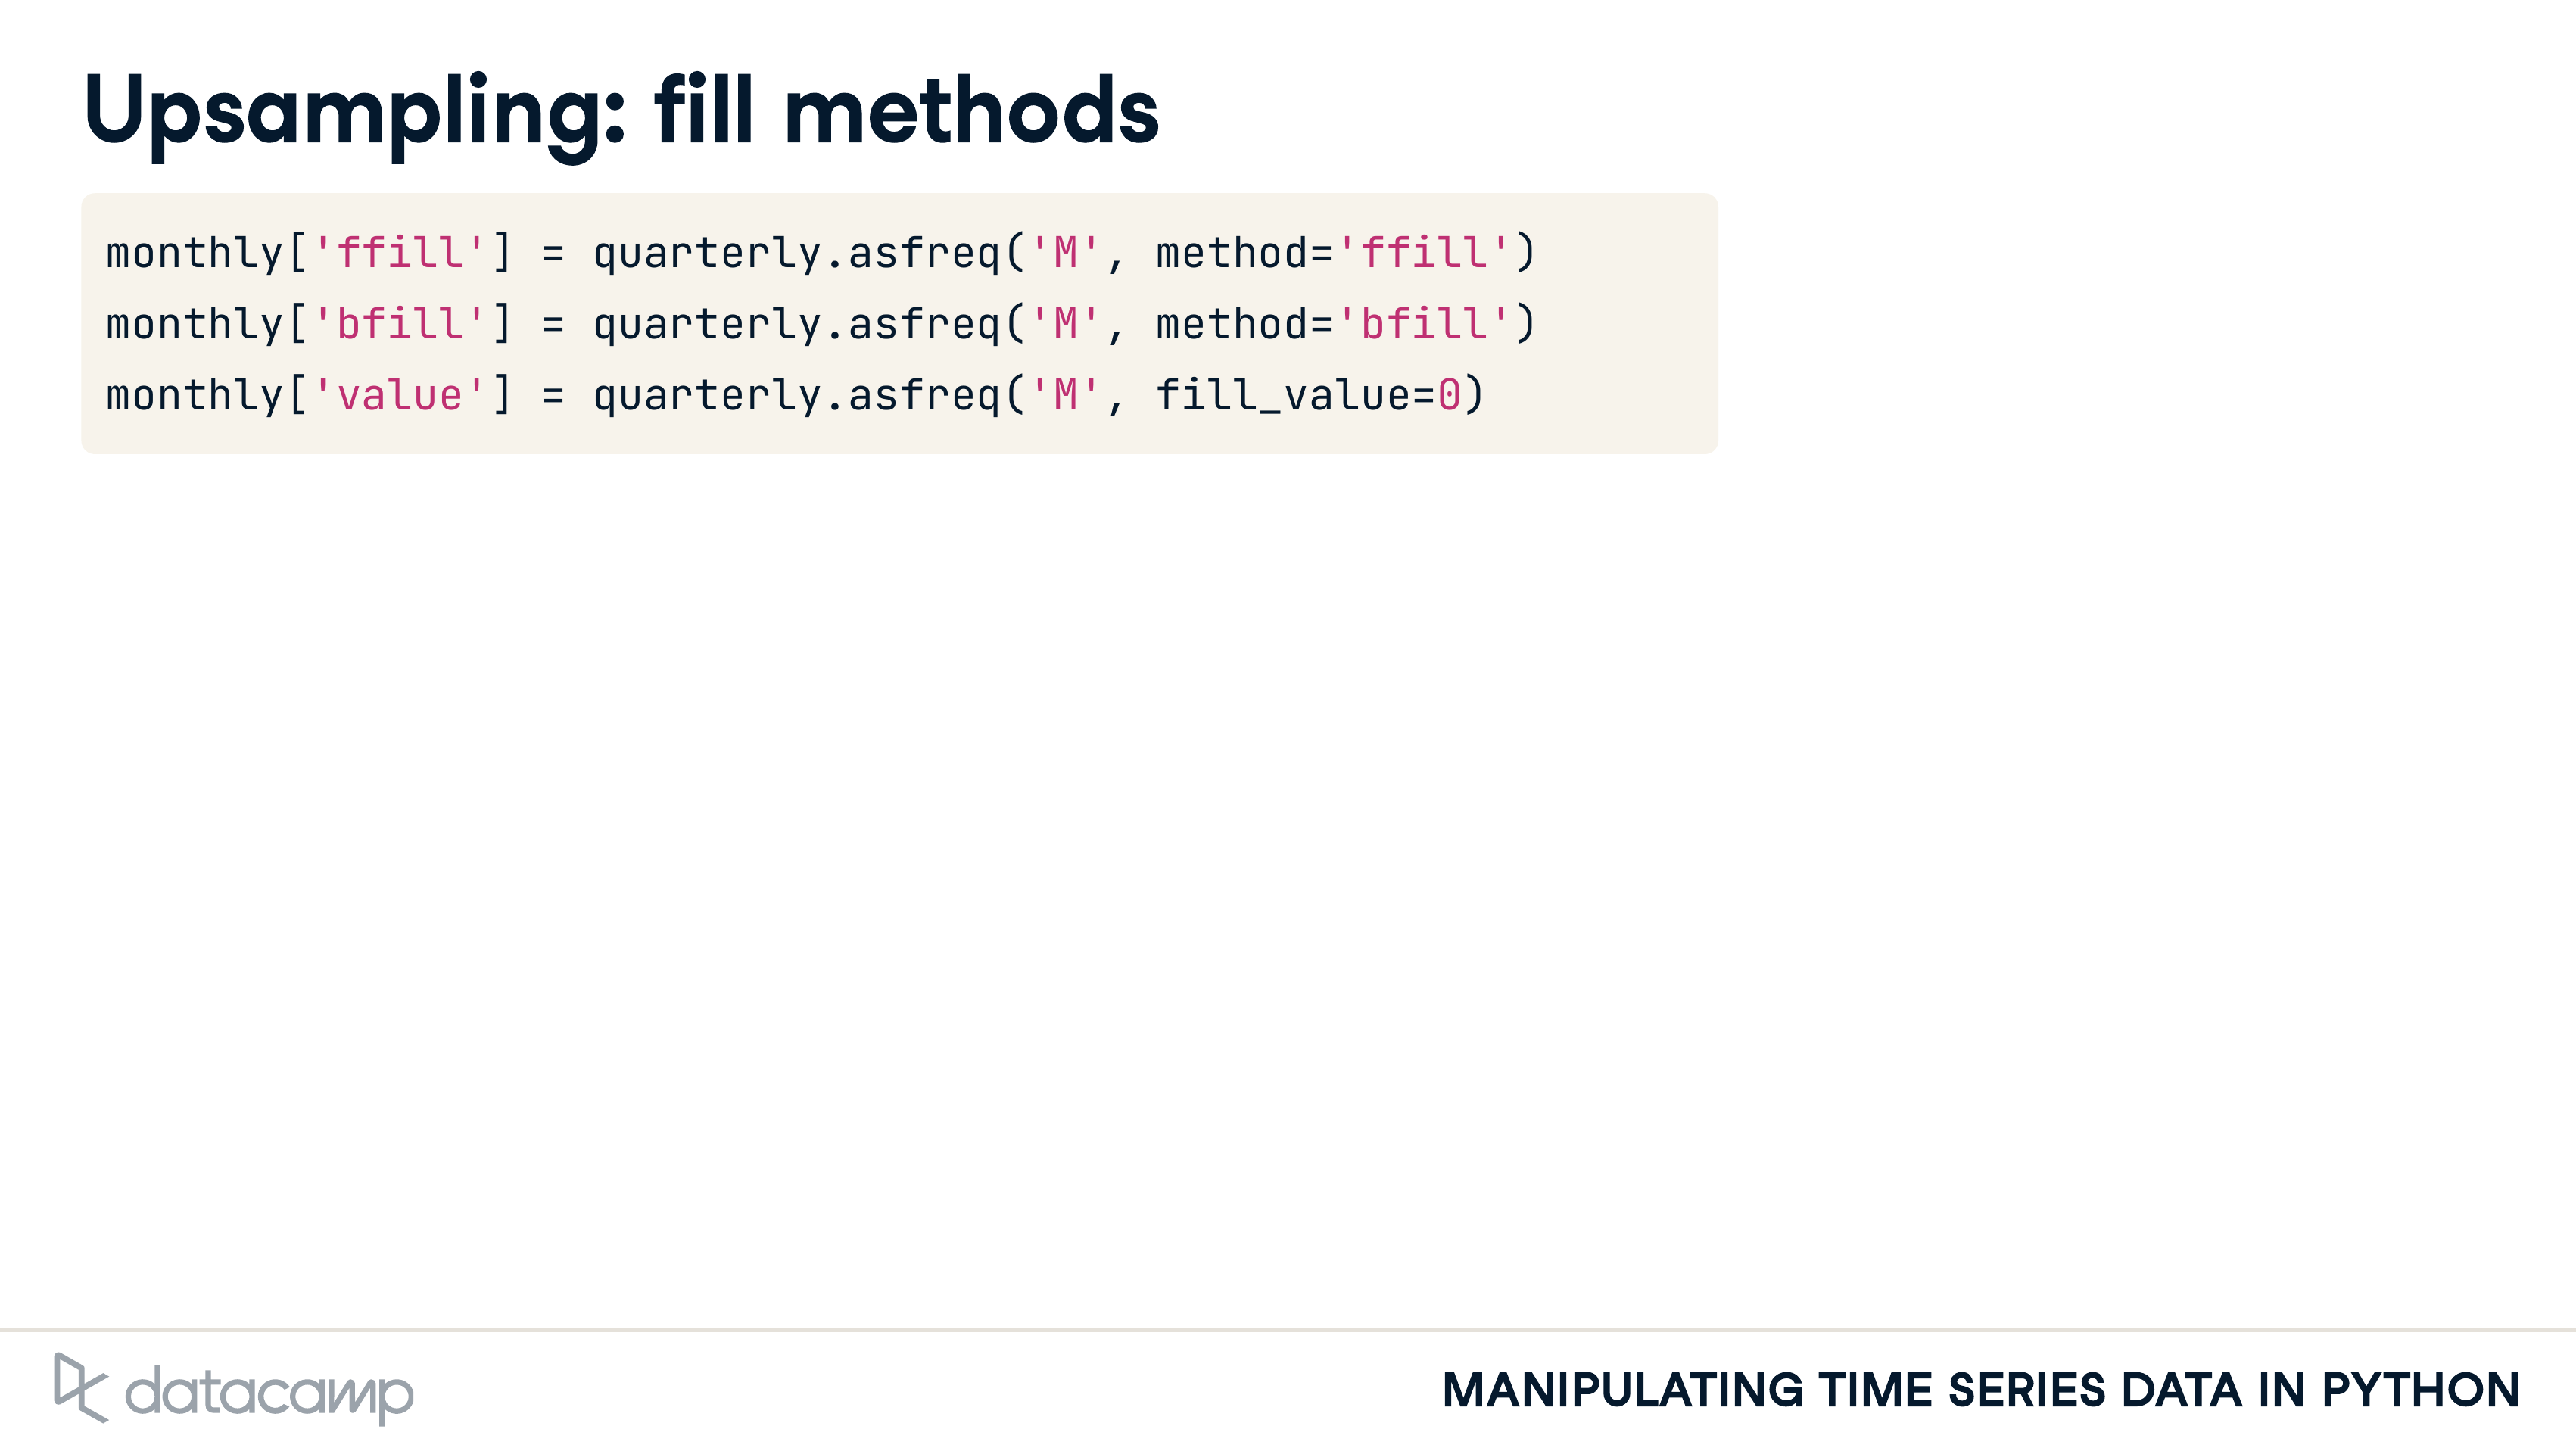 Upsampling: fill methods
monthly['ffill'] = quarterly.asfreq('M', method='ffill')
monthly['bfill'] = quarterly.asfreq('M', method='bfill')
monthly['value'] = quarterly.asfreq('M', fill_value=0)
datacamp
MANIPULATING TIME SERIES DATA IN PYTHON